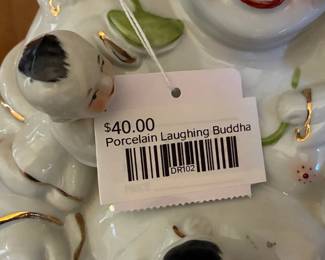 $40.00
Porcelain Laughing Buddha
DR102